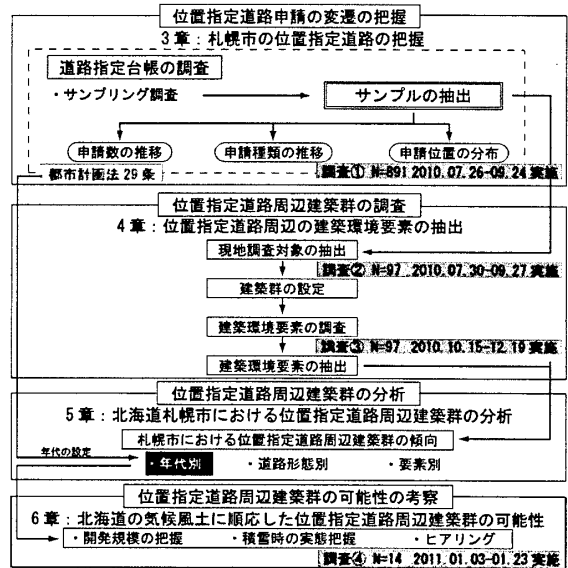 位置指定道路申請の変遷の把握
3章：札幌市の位置指定道路の把握
道路指定台帳の調査
・サンプリング調査
サンプルの抽出
申請数の推移
申請種類の推移
申請位置の分布
都市計画法29条
調査① N=891 2010.07.26-09.24 実施
位置指定道路周辺建築群の調査
4章：位置指定道路周辺の建築環境要素の抽出
現地調査対象の抽出
調査② N=97 2010.07.30-09.27 実施
建築群の設定
建築環境要素の調査
調査③ N=97 2010.10.15-12.19 実施
建築環境要素の抽出
位置指定道路周辺建築群の分析
5章：北海道札幌市における位置指定道路周辺建築群の分析
札幌市における位置指定道路周辺建築群の傾向
年代の設定
・年代別
・道路形態別
・要素別
位置指定道路周辺建築群の可能性の考察
6章：北海道の気候風土に順応した位置指定道路周辺建築群の可能性
・開発規模の把握
・積雪時の実態把握
・ヒアリング
調査④ N=14 2011.01.03-01.23 実施